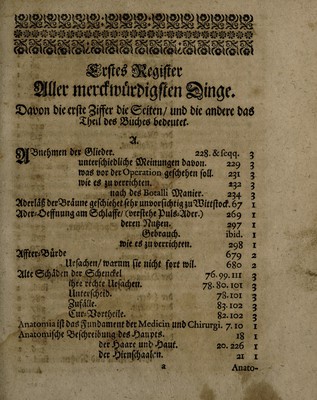 Erstes Register
Aller merckwürdigsten Dinge.
Davon die erste Ziffer die Seiten / und die andere das
Theil des Buches bedeutet.
A.
ABnehmen der Glieder. 228. & seqq. 3
unterschiedliche Meinungen davon. 229 3
was vor der Operation geschehen soll. 231 3
wie es zu verrichten. 232 3
nach des Botalli Manier. 234 3
Aderläß der Bräune geschiehet sehr unvorsichtig zu Wittstock. 67 1
Ader-Oeffnung am Schlaffe / (verstehe Puls-Ader.) 269 1
deren Nutzen. 297 1
Gebrauch. ibid. 1
wie es zu verrichten. 298 1
Affter-Bürde 679 2
Ursachen / warum sie nicht fort wil. 680 2
Alte Schäden der Schenckel 76. 99. 111 3
ihre rechte Ursachen. 78. 80. 101 3
Unterscheid. 78. 101 3
Zufälle. 83. 102 3
Cur-Vortheile. 82. 102 3
Anatomia ist das Fundament der Medicin und Chirurgi. 7. 10 1
Anatomische Beschreibung des Hauptes. 18 1
der Haare und Haut. 20. 226 1
der Hirnschaalen. 21 1
a Anato-